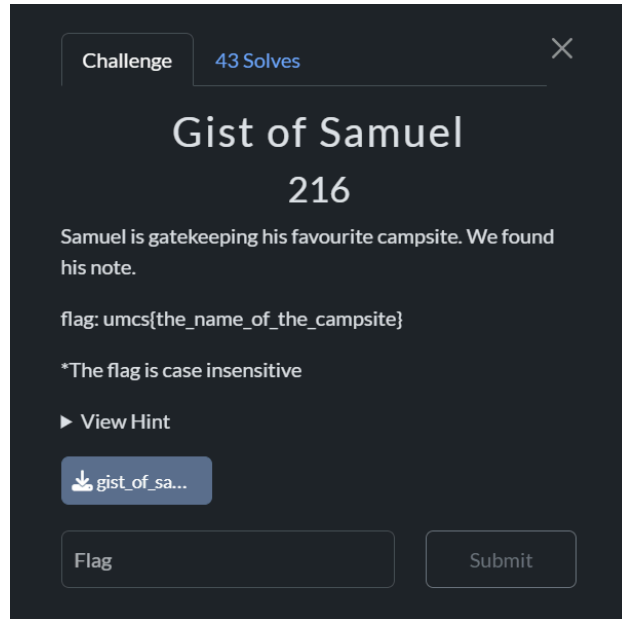 Challenge
43 Solves
Gist of Samuel
216
Samuel is gatekeeping his favourite campsite. We found
his note.
flag: umcs{the_name_of_the_campsite}
*The flag is case insensitive
View Hint
gist_of_sa...
Flag
Submit